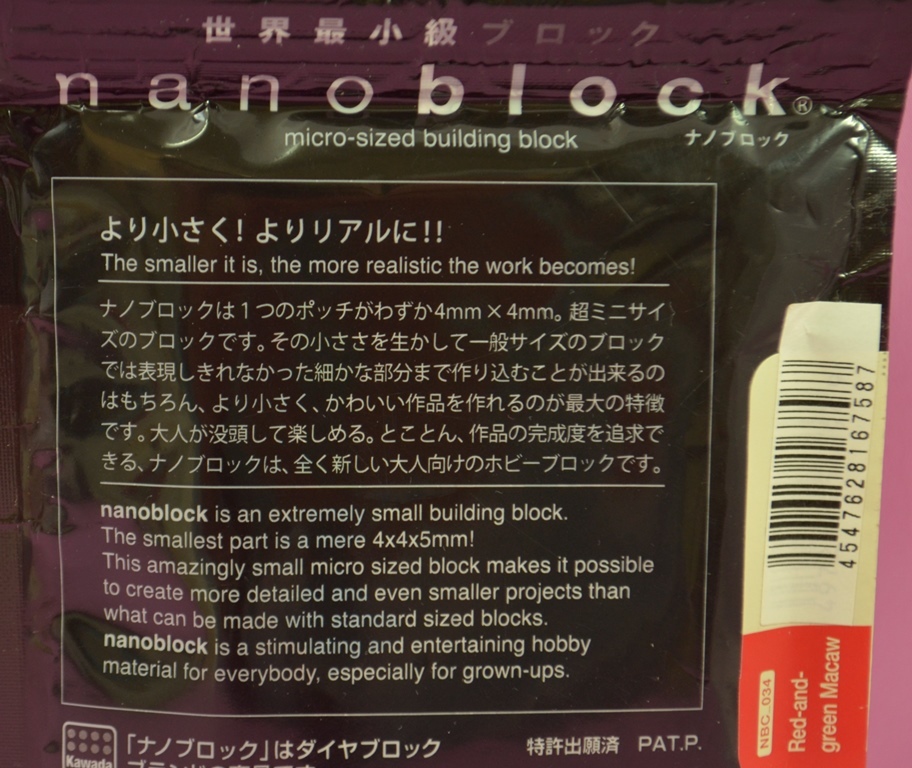 世界最小級ブロック
nanoblock®
micro-sized building block ナノブロック
より小さく! よりリアルに!!
The smaller it is, the more realistic the work becomes!
ナノブロックは1つのポッチがわずか4mm×4mm。超ミニサイ
ズのブロックです。その小ささを生かして一般サイズのブロック
では表現しきれなかった細かな部分まで作り込むことが出来るの
はもちろん、より小さく、かわいい作品を作れるのが最大の特徴
です。大人が没頭して楽しめる。とことん、作品の完成度を追求で
きる、ナノブロックは、全く新しい大人向けのホビーブロックです。
nanoblock is an extremely small building block.
The smallest part is a mere 4x4x5mm!
This amazingly small micro sized block makes it possible
to create more detailed and even smaller projects than
what can be made with standard sized blocks.
nanoblock is a stimulating and entertaining hobby
material for everybody, especially for grown-ups.
Kawada
「ナノブロック」はダイヤブロック
特許出願済 PAT.P.
4547628167587
NBC_034
Red-and-
green Macaw